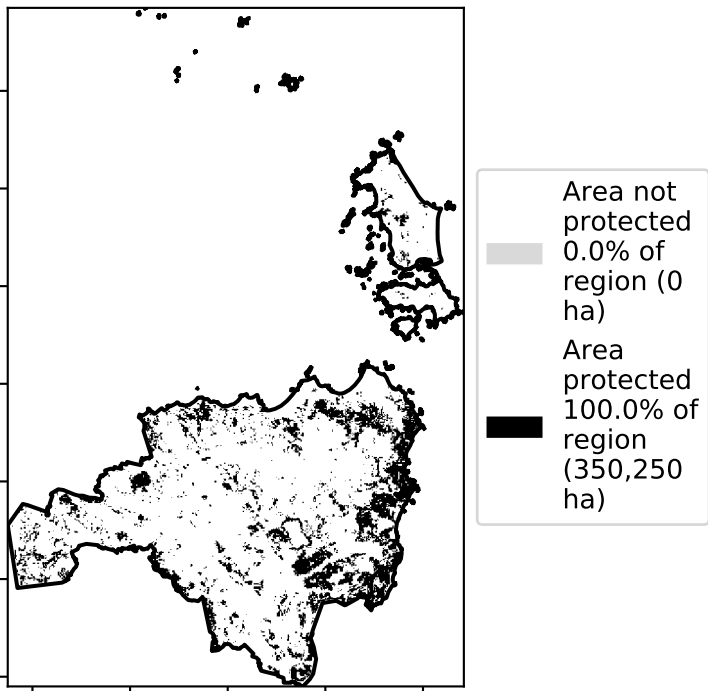 Area not
protected
0.0% of
region (0
ha)
Area
protected
100.0% of
region
(350,250
ha)